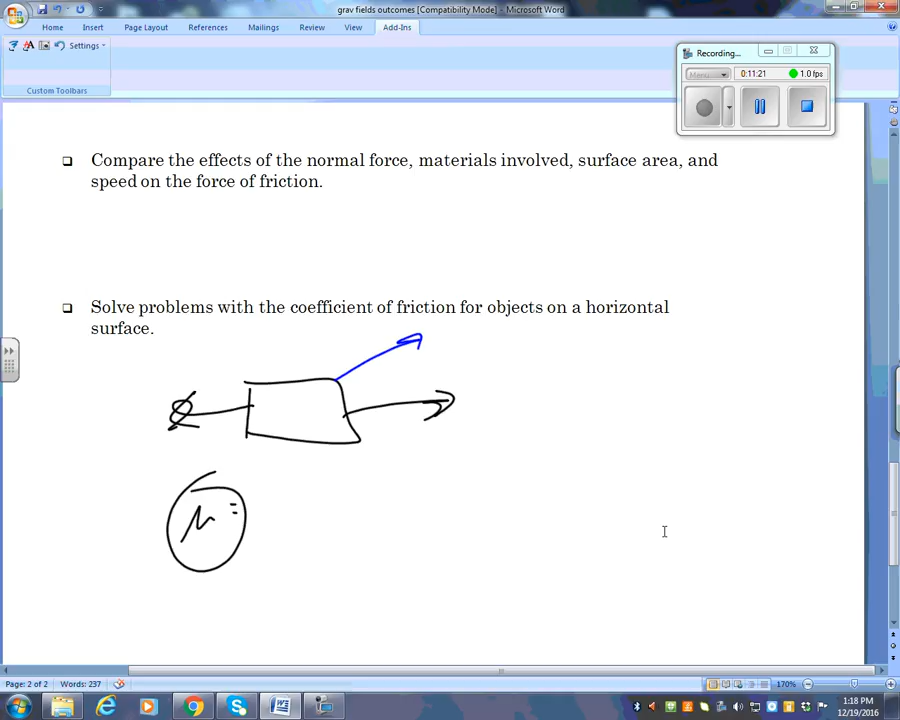 grav fields outcomes [Compatibility Mode] - Microsoft Word
Home Insert Page Layout References Mailings Review View Add-Ins
Settings
Custom Toolbars
Recording...
Menu 0:11:21 1.0 fps
Compare the effects of the normal force, materials involved, surface area, and
speed on the force of friction.
Solve problems with the coefficient of friction for objects on a horizontal
surface.
μ =
Page: 2 of 2 Words: 237 170%
1:18 PM
12/19/2016